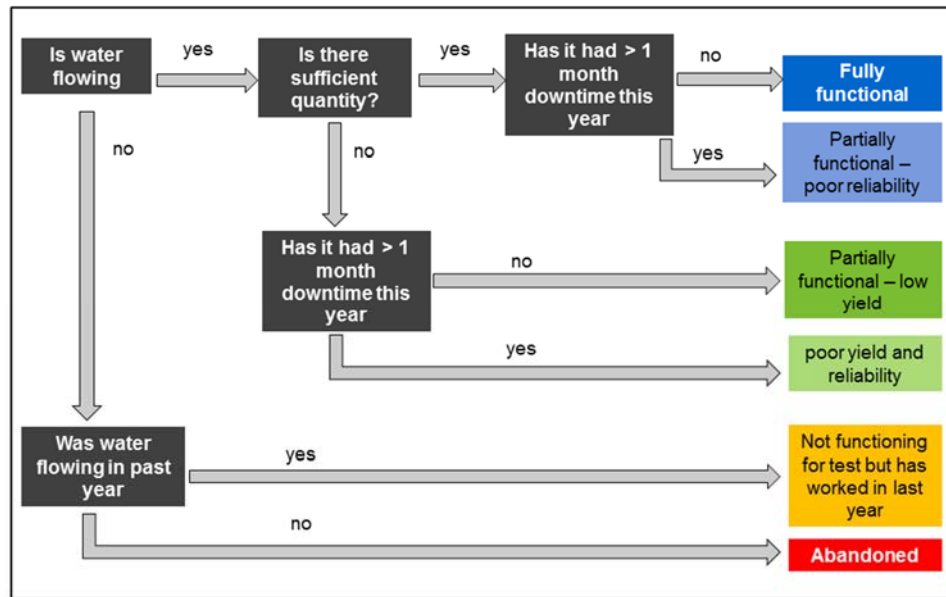 Is water
flowing
yes
Is there
sufficient
quantity?
yes
Has it had > 1
month
downtime this
year
no
Fully
functional
yes
Partially
functional –
poor reliability
no
no
Has it had > 1
month
downtime this
year
no
Partially
functional – low
yield
yes
poor yield and
reliability
Was water
flowing in past
year
yes
Not functioning
for test but has
worked in last
year
no
Abandoned